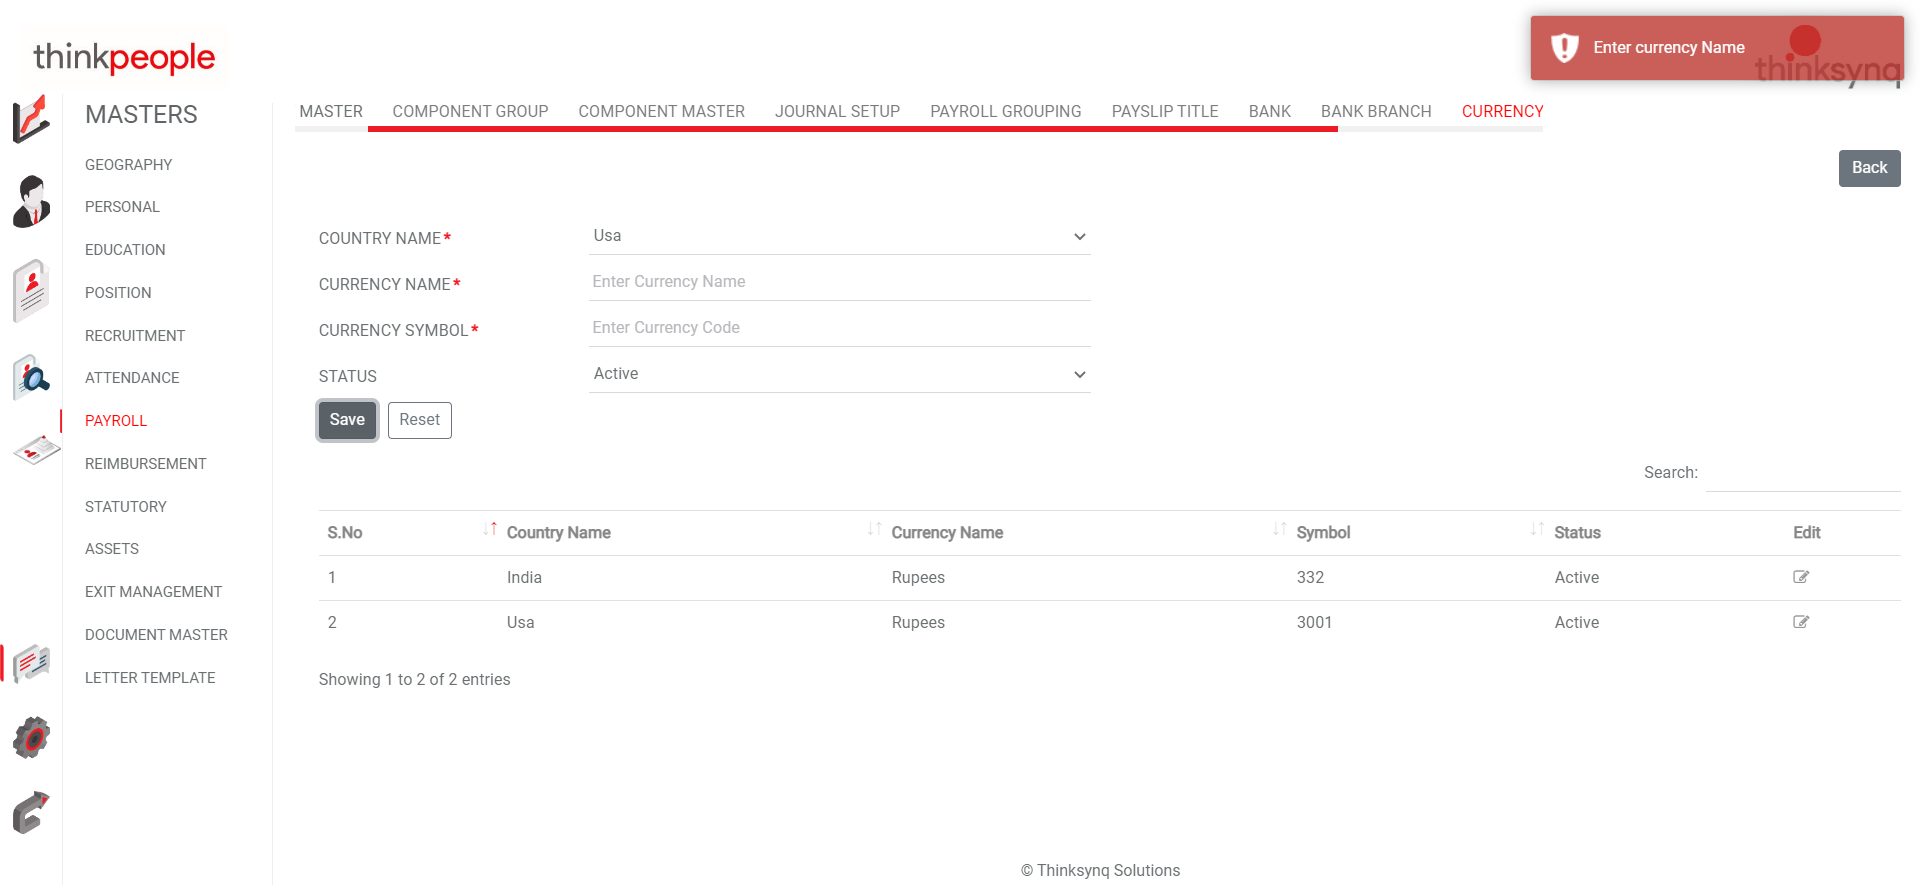 thinkpeople
Enter currency Name
thinksynq
MASTERS
GEOGRAPHY
PERSONAL
EDUCATION
POSITION
RECRUITMENT
ATTENDANCE
PAYROLL
REIMBURSEMENT
STATUTORY
ASSETS
EXIT MANAGEMENT
DOCUMENT MASTER
LETTER TEMPLATE
MASTER COMPONENT GROUP COMPONENT MASTER JOURNAL SETUP PAYROLL GROUPING PAYSLIP TITLE BANK BANK BRANCH CURRENCY
Back
COUNTRY NAME* Usa
CURRENCY NAME* Enter Currency Name
CURRENCY SYMBOL* Enter Currency Code
STATUS Active
Save Reset
Search:
S.No Country Name Currency Name Symbol Status Edit
1 India Rupees 332 Active
2 Usa Rupees 3001 Active
Showing 1 to 2 of 2 entries
© Thinksynq Solutions